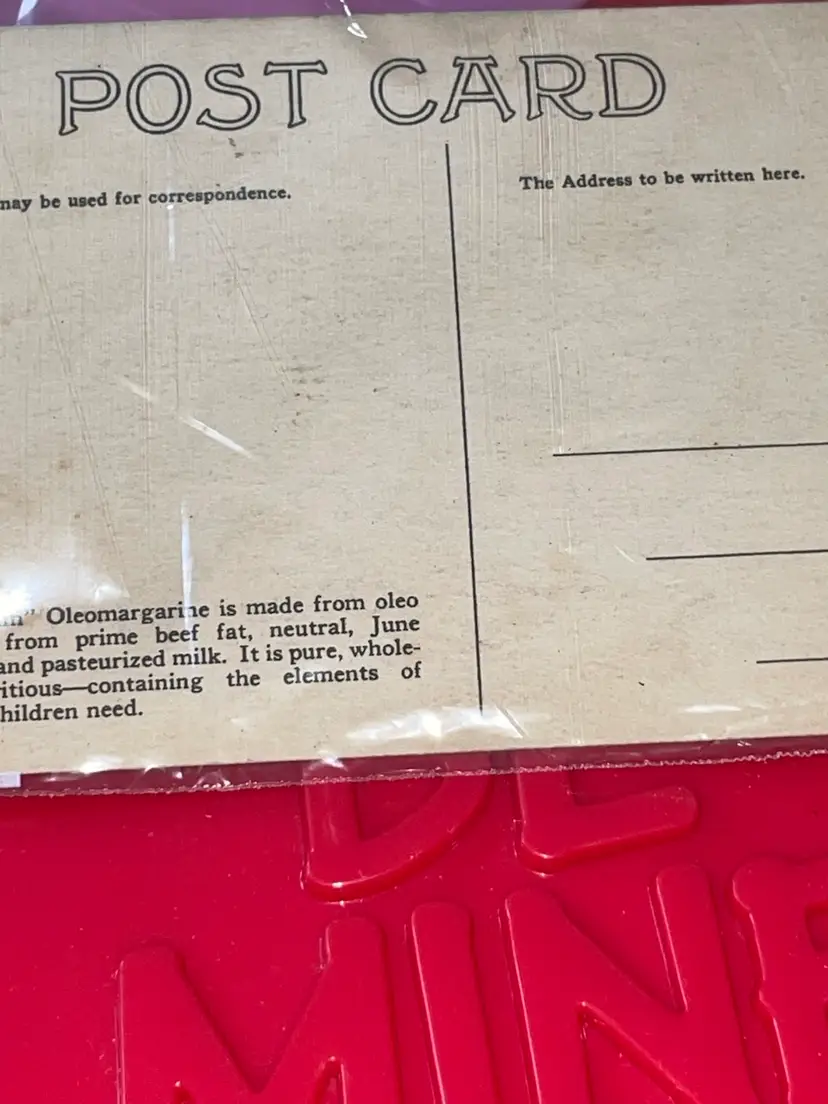 POST CARD
may be used for correspondence.
The Address to be written here.
Oleomargarine is made from oleo
from prime beef fat, neutral, June
and pasteurized milk. It is pure, whole-
itious—containing the elements of
hildren need.
BE
MINE